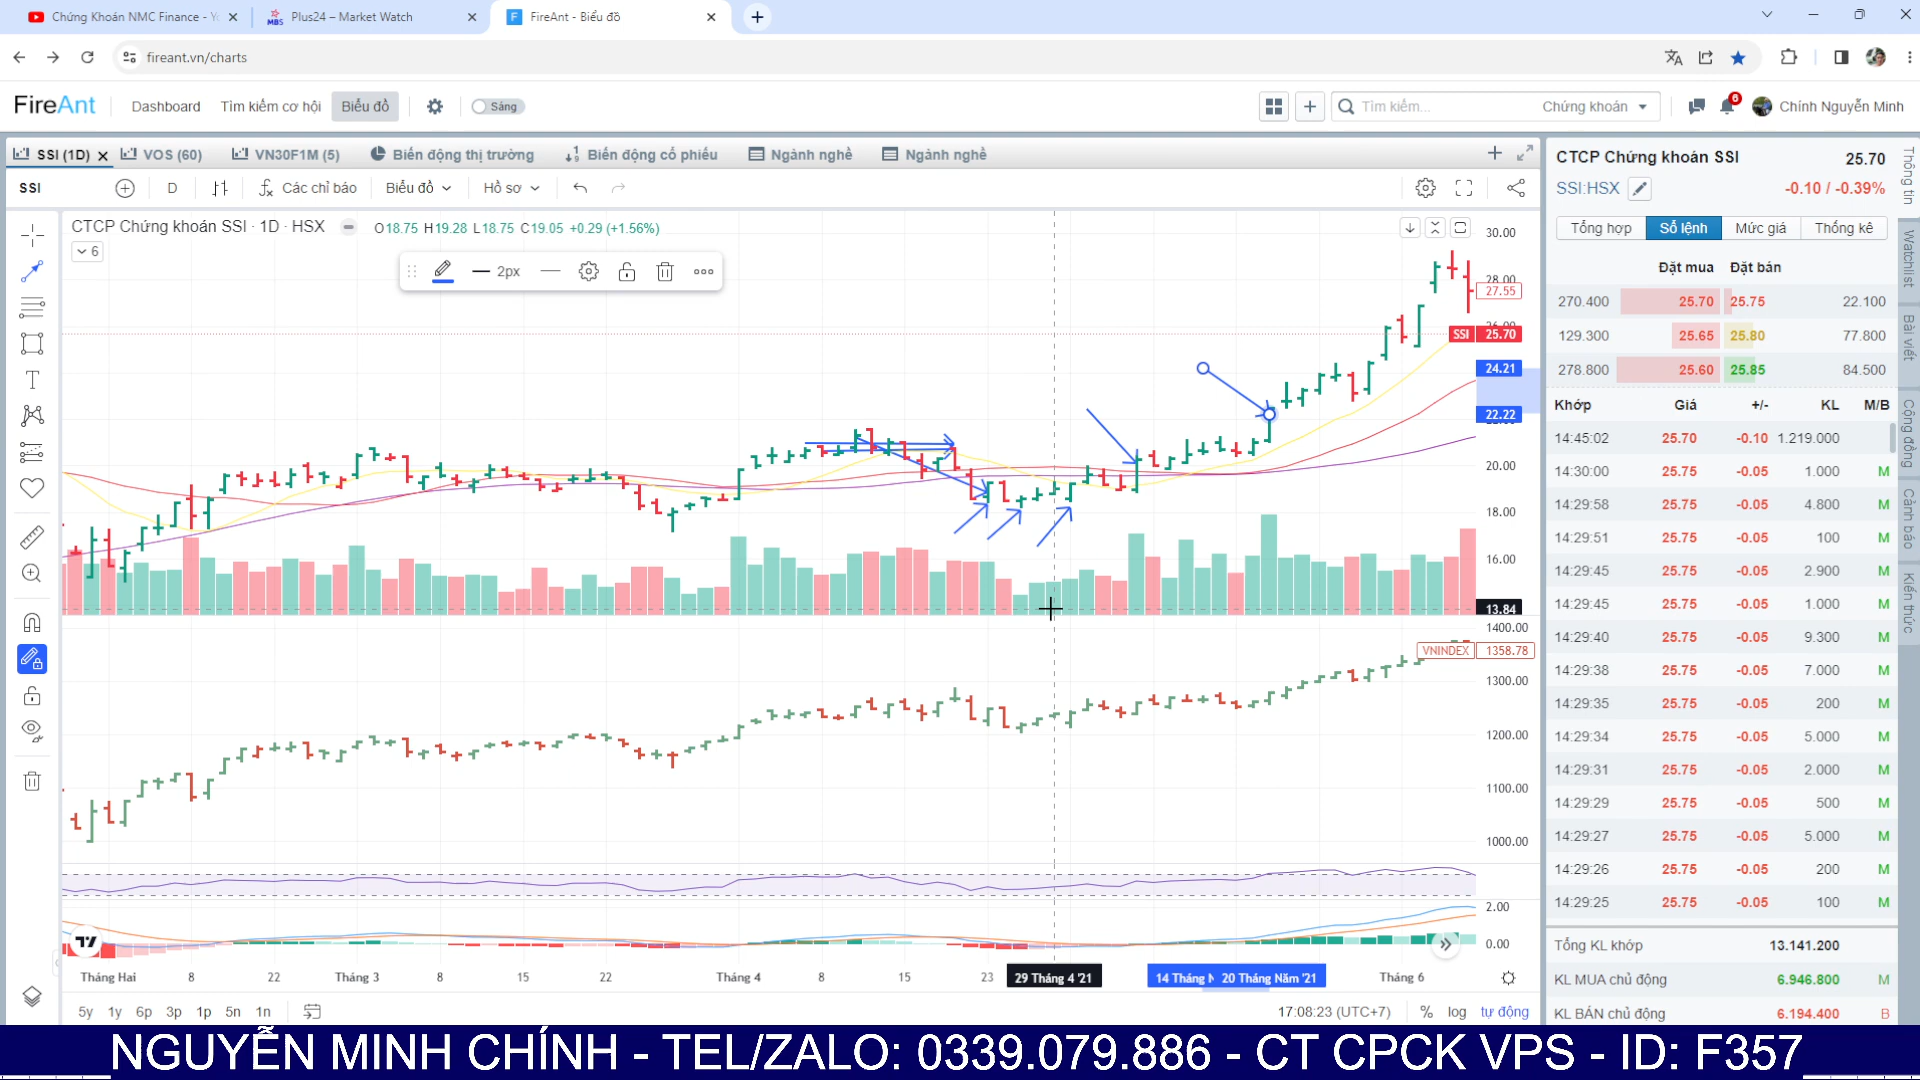 Chứng Khoán NMC Finance - Yo
MBS Plus24 – Market Watch
FireAnt - Biểu đồ
fireant.vn/charts
FireAnt Dashboard Tìm kiếm cơ hội Biểu đồ Sáng Tìm kiếm... Chứng khoán 6 Chính Nguyễn Minh
SSI (1D) VOS (60) VN30F1M (5) Biến động thị trường Biến động cổ phiếu Ngành nghề Ngành nghề
SSI D Các chỉ báo Biểu đồ Hồ sơ
CTCP Chứng khoán SSI · 1D · HSX O18.75 H19.28 L18.75 C19.05 +0.29 (+1.56%)
6
2px
30.00
28.00
27.55
26.00
SSI 25.70
24.21
22.22
20.00
18.00
16.00
13.84
1400.00
VNINDEX 1358.78
1300.00
1200.00
1100.00
1000.00
2.00
0.00
Tháng Hai 8 22 Tháng 3 8 15 22 Tháng 4 8 15 23 29 Tháng 4 '21 14 Tháng N 20 Tháng Năm '21 Tháng 6
5y 1y 6p 3p 1p 5n 1n 17:08:23 (UTC+7) % log tự động
CTCP Chứng khoán SSI 25.70
SSI:HSX -0.10 / -0.39%
Tổng hợp Sổ lệnh Mức giá Thống kê
Đặt mua Đặt bán
270.400 25.70 25.75 22.100
129.300 25.65 25.80 77.800
278.800 25.60 25.85 84.500
Khớp Giá +/- KL M/B
14:45:02 25.70 -0.10 1.219.000
14:30:00 25.75 -0.05 1.000 M
14:29:58 25.75 -0.05 4.800 M
14:29:51 25.75 -0.05 100 M
14:29:45 25.75 -0.05 2.900 M
14:29:45 25.75 -0.05 1.000 M
14:29:40 25.75 -0.05 9.300 M
14:29:38 25.75 -0.05 7.000 M
14:29:35 25.75 -0.05 200 M
14:29:34 25.75 -0.05 5.000 M
14:29:31 25.75 -0.05 2.000 M
14:29:29 25.75 -0.05 500 M
14:29:27 25.75 -0.05 5.000 M
14:29:26 25.75 -0.05 200 M
14:29:25 25.75 -0.05 100 M
Tổng KL khớp 13.141.200
KL MUA chủ động 6.946.800 M
KL BÁN chủ động 6.194.400 B
Thông tin
Watchlist
Bài viết
Cộng đồng
Cảnh báo
Kiến thức
NGUYỄN MINH CHÍNH - TEL/ZALO: 0339.079.886 - CT CPCK VPS - ID: F357